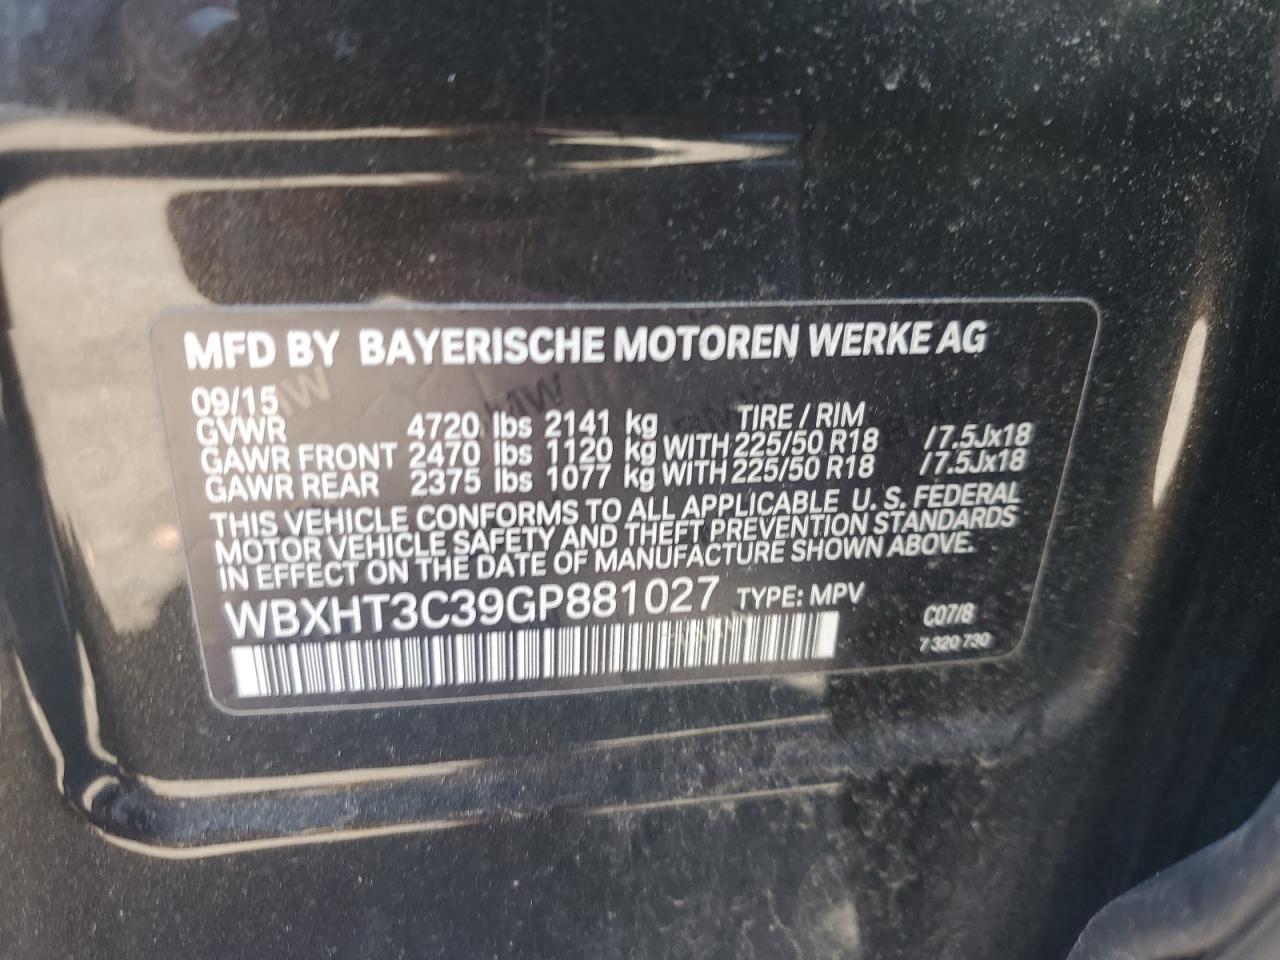 MFD BY BAYERISCHE MOTOREN WERKE AG
09/15
GVWR 4720 lbs 2141 kg TIRE / RIM
GAWR FRONT 2470 lbs 1120 kg WITH 225/50 R18 /7.5Jx18
GAWR REAR 2375 lbs 1077 kg WITH 225/50 R18 /7.5Jx18
THIS VEHICLE CONFORMS TO ALL APPLICABLE U. S. FEDERAL
MOTOR VEHICLE SAFETY AND THEFT PREVENTION STANDARDS
IN EFFECT ON THE DATE OF MANUFACTURE SHOWN ABOVE.
WBXHT3C39GP881027 TYPE: MPV
C07/8
7 320 730